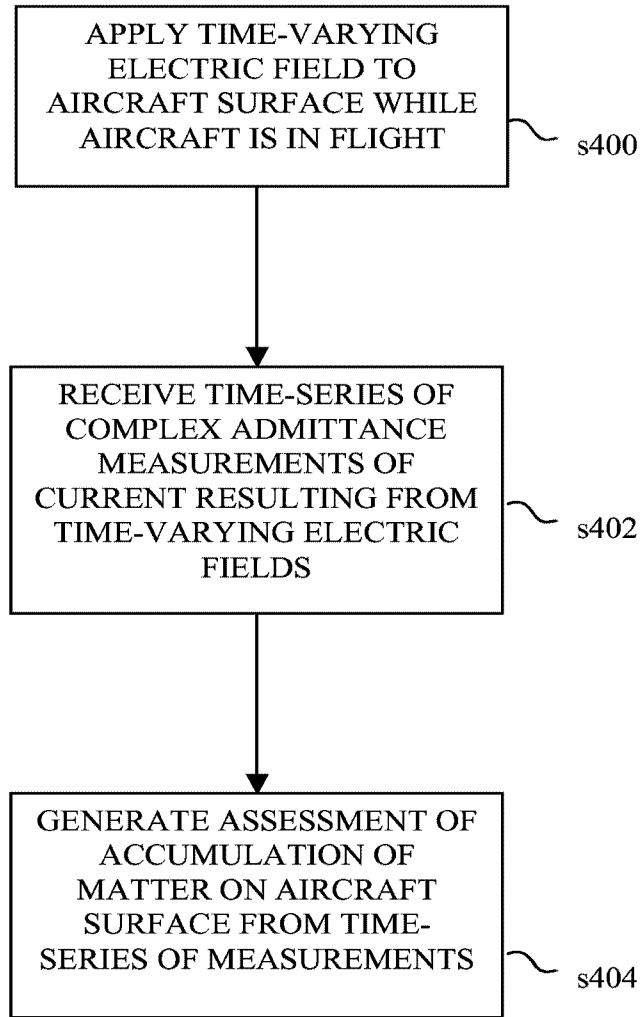 APPLY TIME-VARYING
ELECTRIC FIELD TO
AIRCRAFT SURFACE WHILE
AIRCRAFT IS IN FLIGHT
s400
RECEIVE TIME-SERIES OF
COMPLEX ADMITTANCE
MEASUREMENTS OF
CURRENT RESULTING FROM
TIME-VARYING ELECTRIC
FIELDS
s402
GENERATE ASSESSMENT OF
ACCUMULATION OF
MATTER ON AIRCRAFT
SURFACE FROM TIME-
SERIES OF MEASUREMENTS
s404